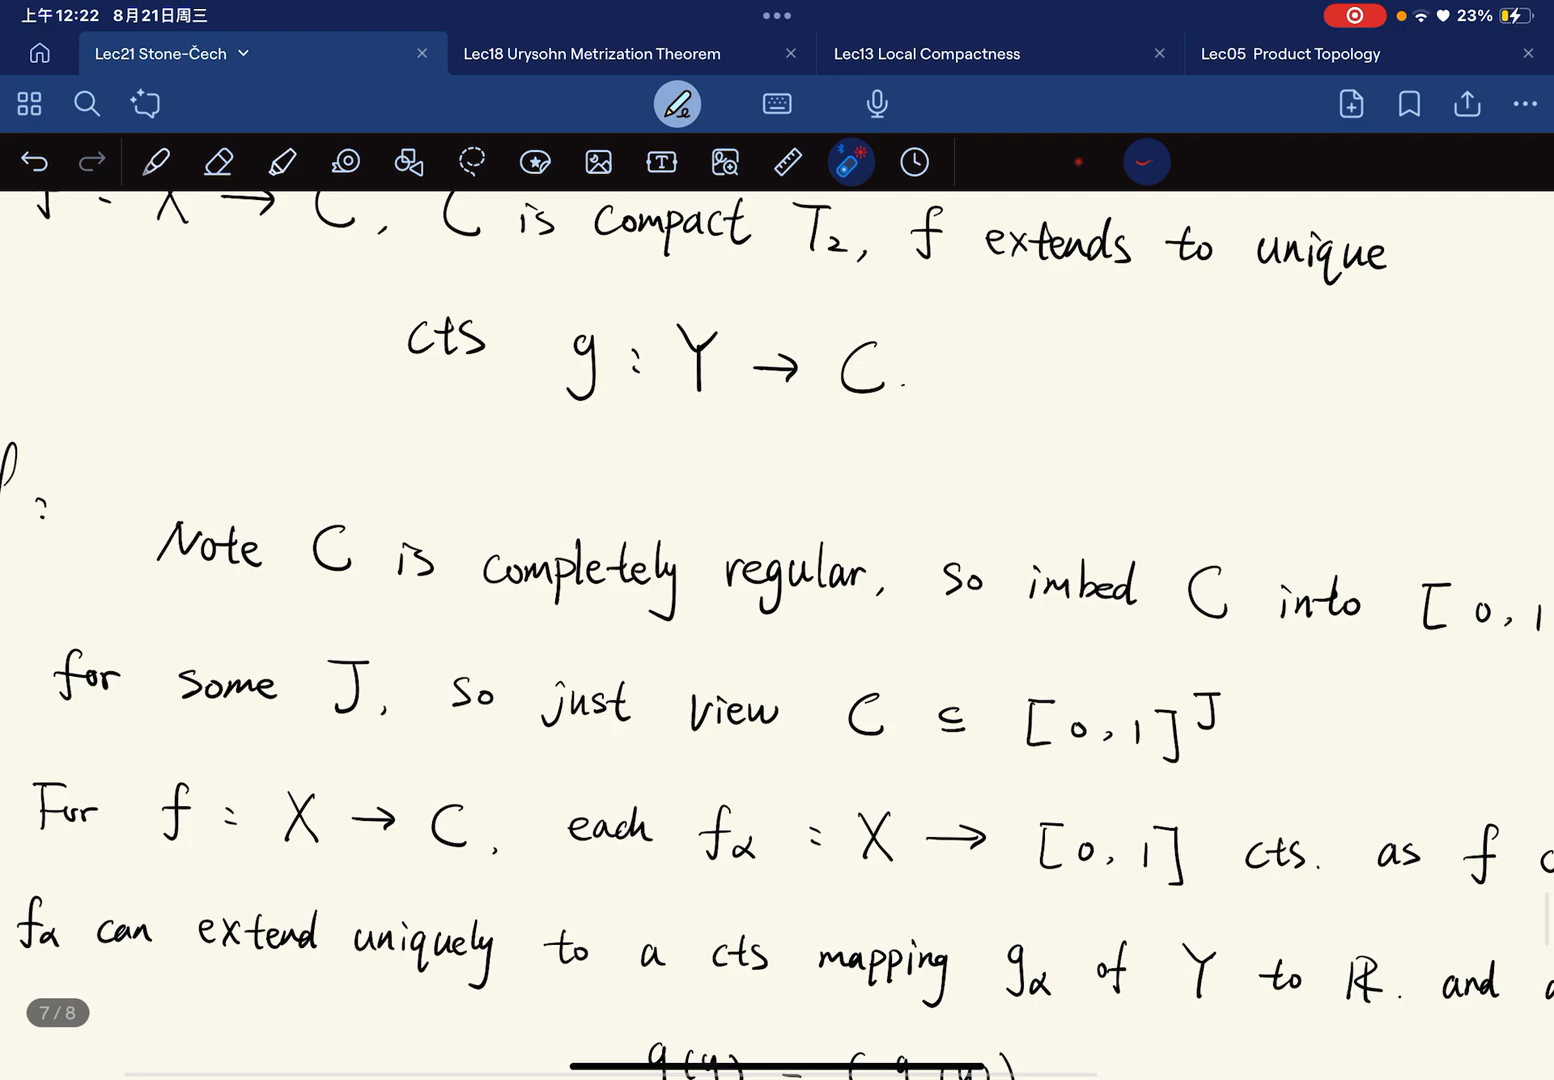 上午12:22 8月21日周三
23%
Lec21 Stone-Čech
Lec18 Urysohn Metrization Theorem
Lec13 Local Compactness
Lec05 Product Topology
f : X → C, C is compact T₂, f extends to unique
cts g : Y → C.
:
Note C is completely regular, so imbed C into [0,1
for some J, so just view C ⊆ [0,1]^J
For f : X → C, each fα : X → [0,1] cts. as f
fα can extend uniquely to a cts mapping gα of Y to ℝ. and
7/8
g(y) = (g (y))